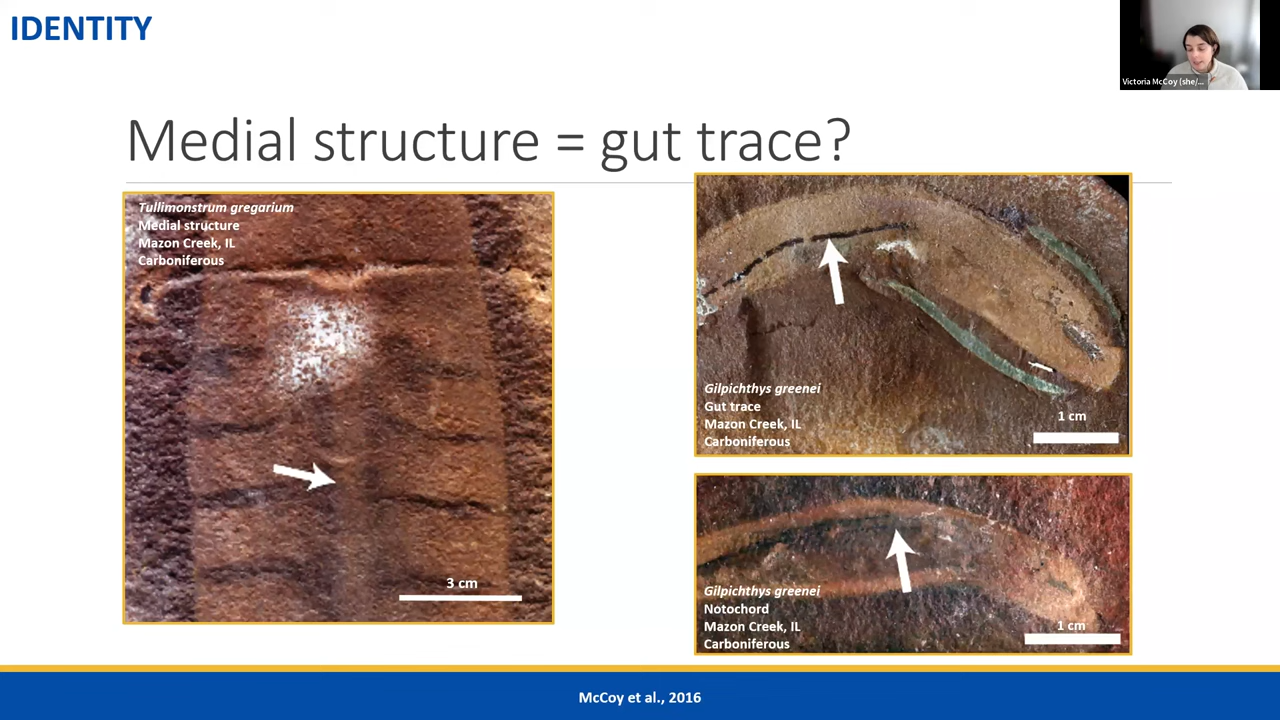 IDENTITY
Victoria McCoy (she/...
Medial structure = gut trace?
Tullimonstrum gregarium
Medial structure
Mazon Creek, IL
Carboniferous
3 cm
Gilpichthys greenei
Gut trace
Mazon Creek, IL
Carboniferous
1 cm
Gilpichthys greenei
Notochord
Mazon Creek, IL
Carboniferous
1 cm
McCoy et al., 2016